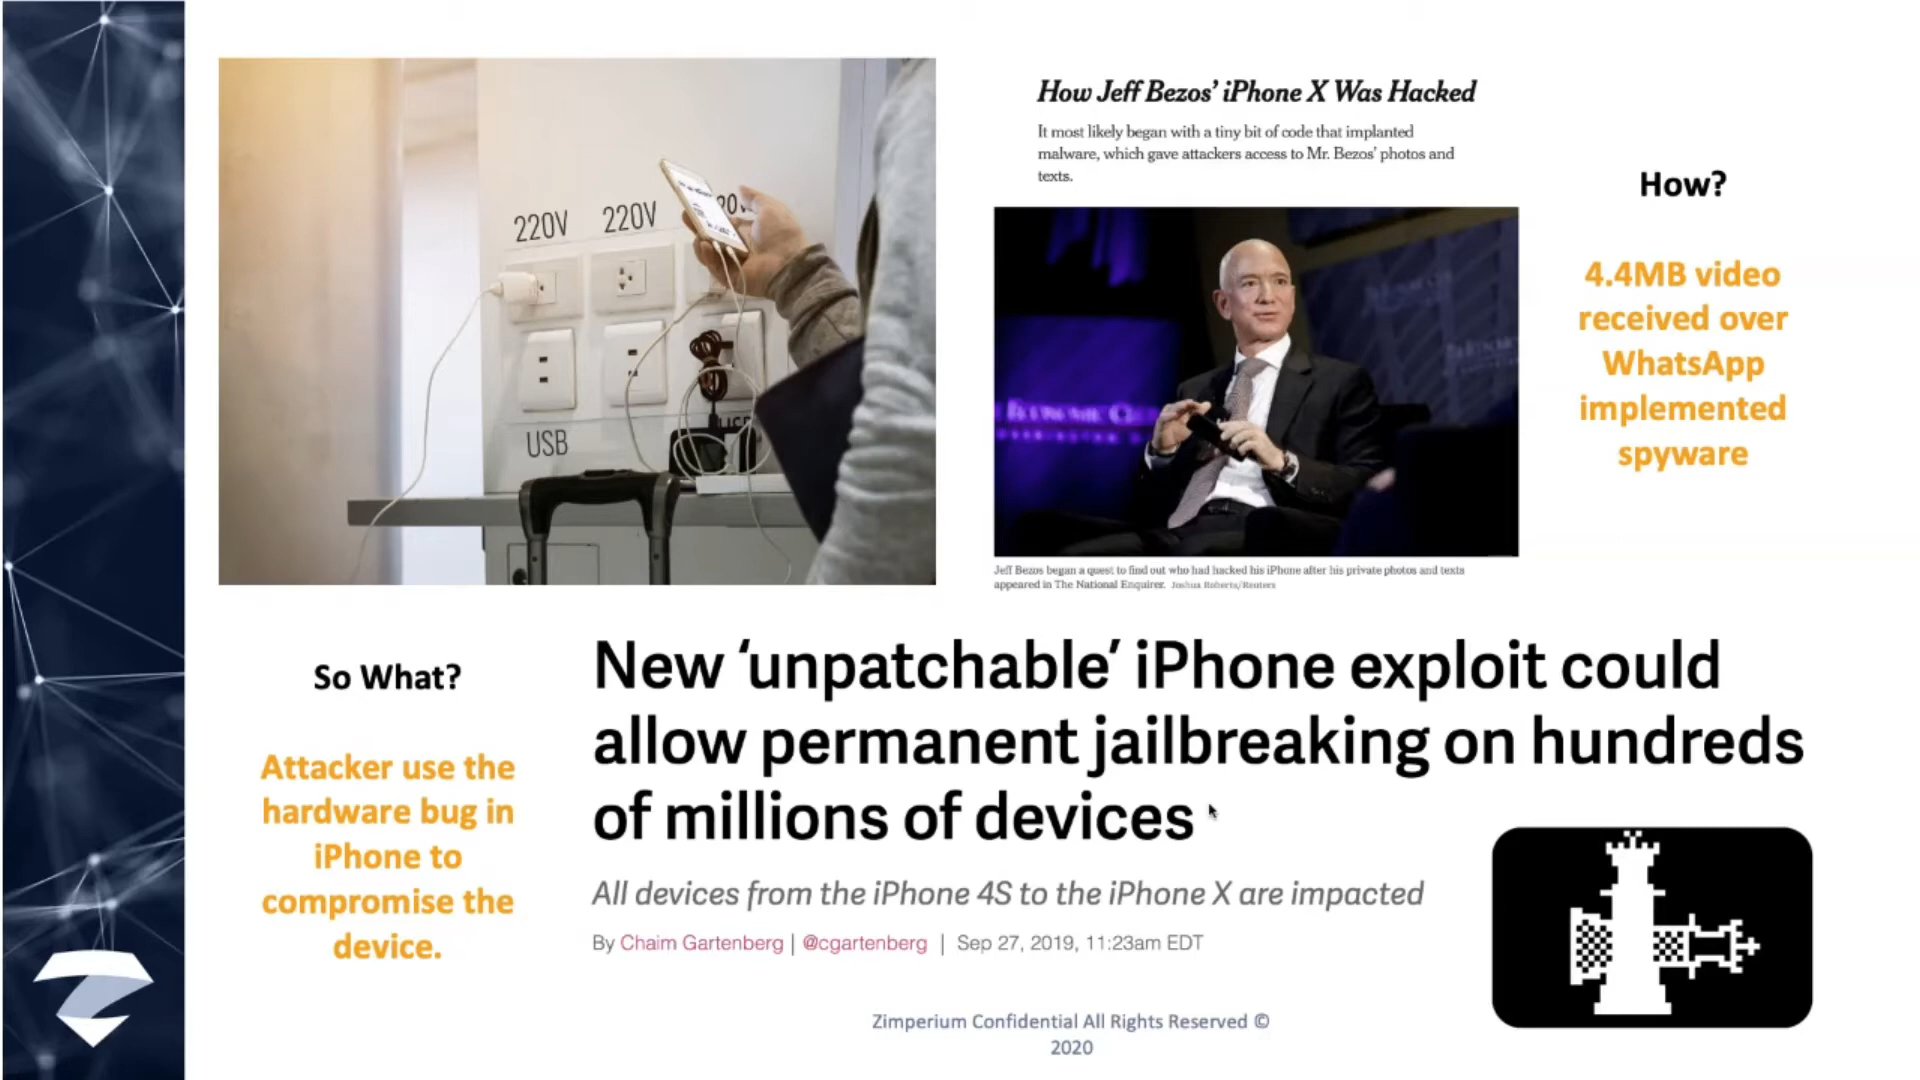 220V
220V
USB
How Jeff Bezos' iPhone X Was Hacked
It most likely began with a tiny bit of code that implanted
malware, which gave attackers access to Mr. Bezos' photos and
texts.
Jeff Bezos began a quest to find out who had hacked his iPhone after his private photos and texts
appeared in The National Enquirer. Joshua Roberts/Reuters
How?
4.4MB video
received over
WhatsApp
implemented
spyware
So What?
Attacker use the
hardware bug in
iPhone to
compromise the
device.
New ‘unpatchable’ iPhone exploit could
allow permanent jailbreaking on hundreds
of millions of devices
All devices from the iPhone 4S to the iPhone X are impacted
By Chaim Gartenberg | @cgartenberg | Sep 27, 2019, 11:23am EDT
Zimperium Confidential All Rights Reserved ©
2020